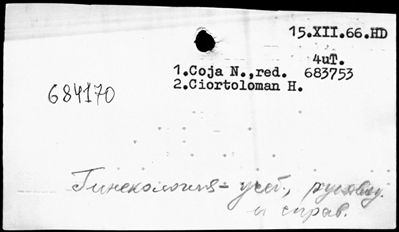 15.XII.66.HD
4uT.
1.Coja N.,red. 683753
2.Ciortoloman H.
684170
Гинекология - учеб., руковод.
и справ.